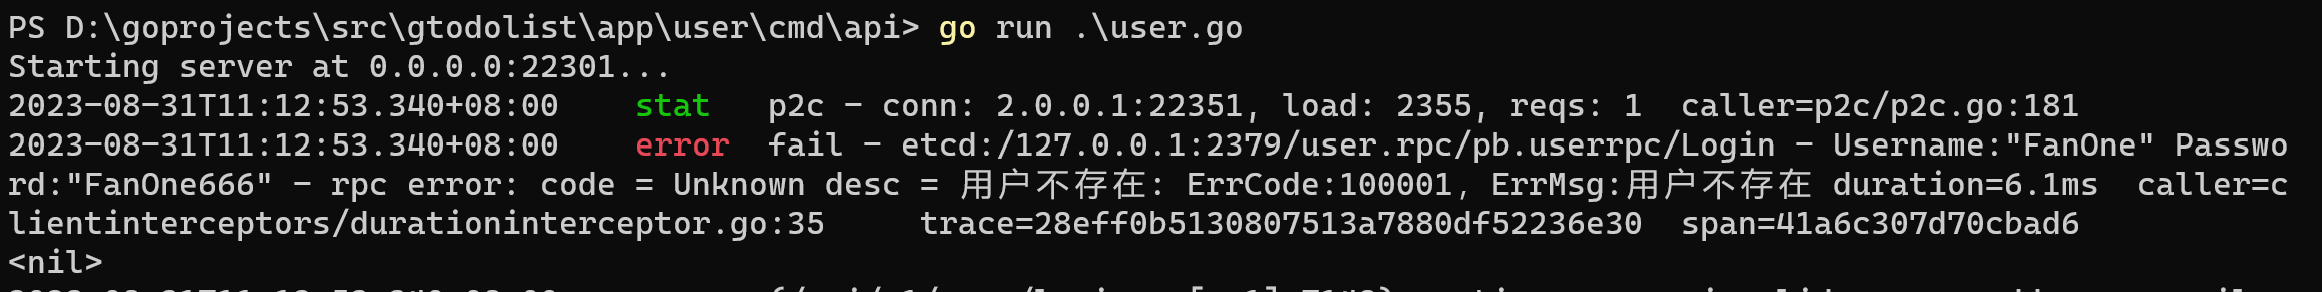 PS D:\goprojects\src\gtodolist\app\user\cmd\api> go run .\user.go
Starting server at 0.0.0.0:22301...
2023-08-31T11:12:53.340+08:00    stat   p2c - conn: 2.0.0.1:22351, load: 2355, reqs: 1  caller=p2c/p2c.go:181
2023-08-31T11:12:53.340+08:00    error  fail - etcd:/127.0.0.1:2379/user.rpc/pb.userrpc/Login - Username:"FanOne" Passwo
rd:"FanOne666" - rpc error: code = Unknown desc = 用户不存在: ErrCode:100001, ErrMsg:用户不存在 duration=6.1ms  caller=c
lientinterceptors/durationinterceptor.go:35     trace=28eff0b5130807513a7880df52236e30  span=41a6c307d70cbad6
<nil>